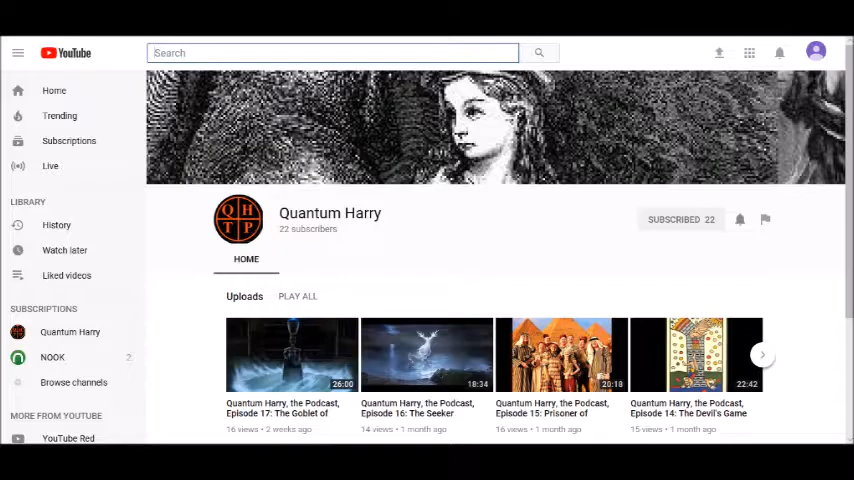 YouTube
Search
Home
Trending
Subscriptions
Live
LIBRARY
History
Watch later
Liked videos
SUBSCRIPTIONS
Quantum Harry
NOOK 2
Browse channels
MORE FROM YOUTUBE
YouTube Red
Q H
T P
Quantum Harry
22 subscribers
SUBSCRIBED 22
HOME
Uploads PLAY ALL
26:00
18:34
20:18
22:42
Quantum Harry, the Podcast,
Episode 17: The Goblet of
16 views • 2 weeks ago
Quantum Harry, the Podcast,
Episode 16: The Seeker
14 views • 1 month ago
Quantum Harry, the Podcast,
Episode 15: Prisoner of
16 views • 1 month ago
Quantum Harry, the Podcast,
Episode 14: The Devil's Game
15 views • 1 month ago